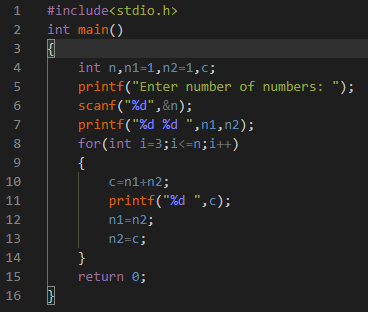 1 #include<stdio.h>
2 int main()
3 {
4 int n,n1=1,n2=1,c;
5 printf("Enter number of numbers: ");
6 scanf("%d",&n);
7 printf("%d %d ",n1,n2);
8 for(int i=3;i<=n;i++)
9 {
10 c=n1+n2;
11 printf("%d ",c);
12 n1=n2;
13 n2=c;
14 }
15 return 0;
16 }